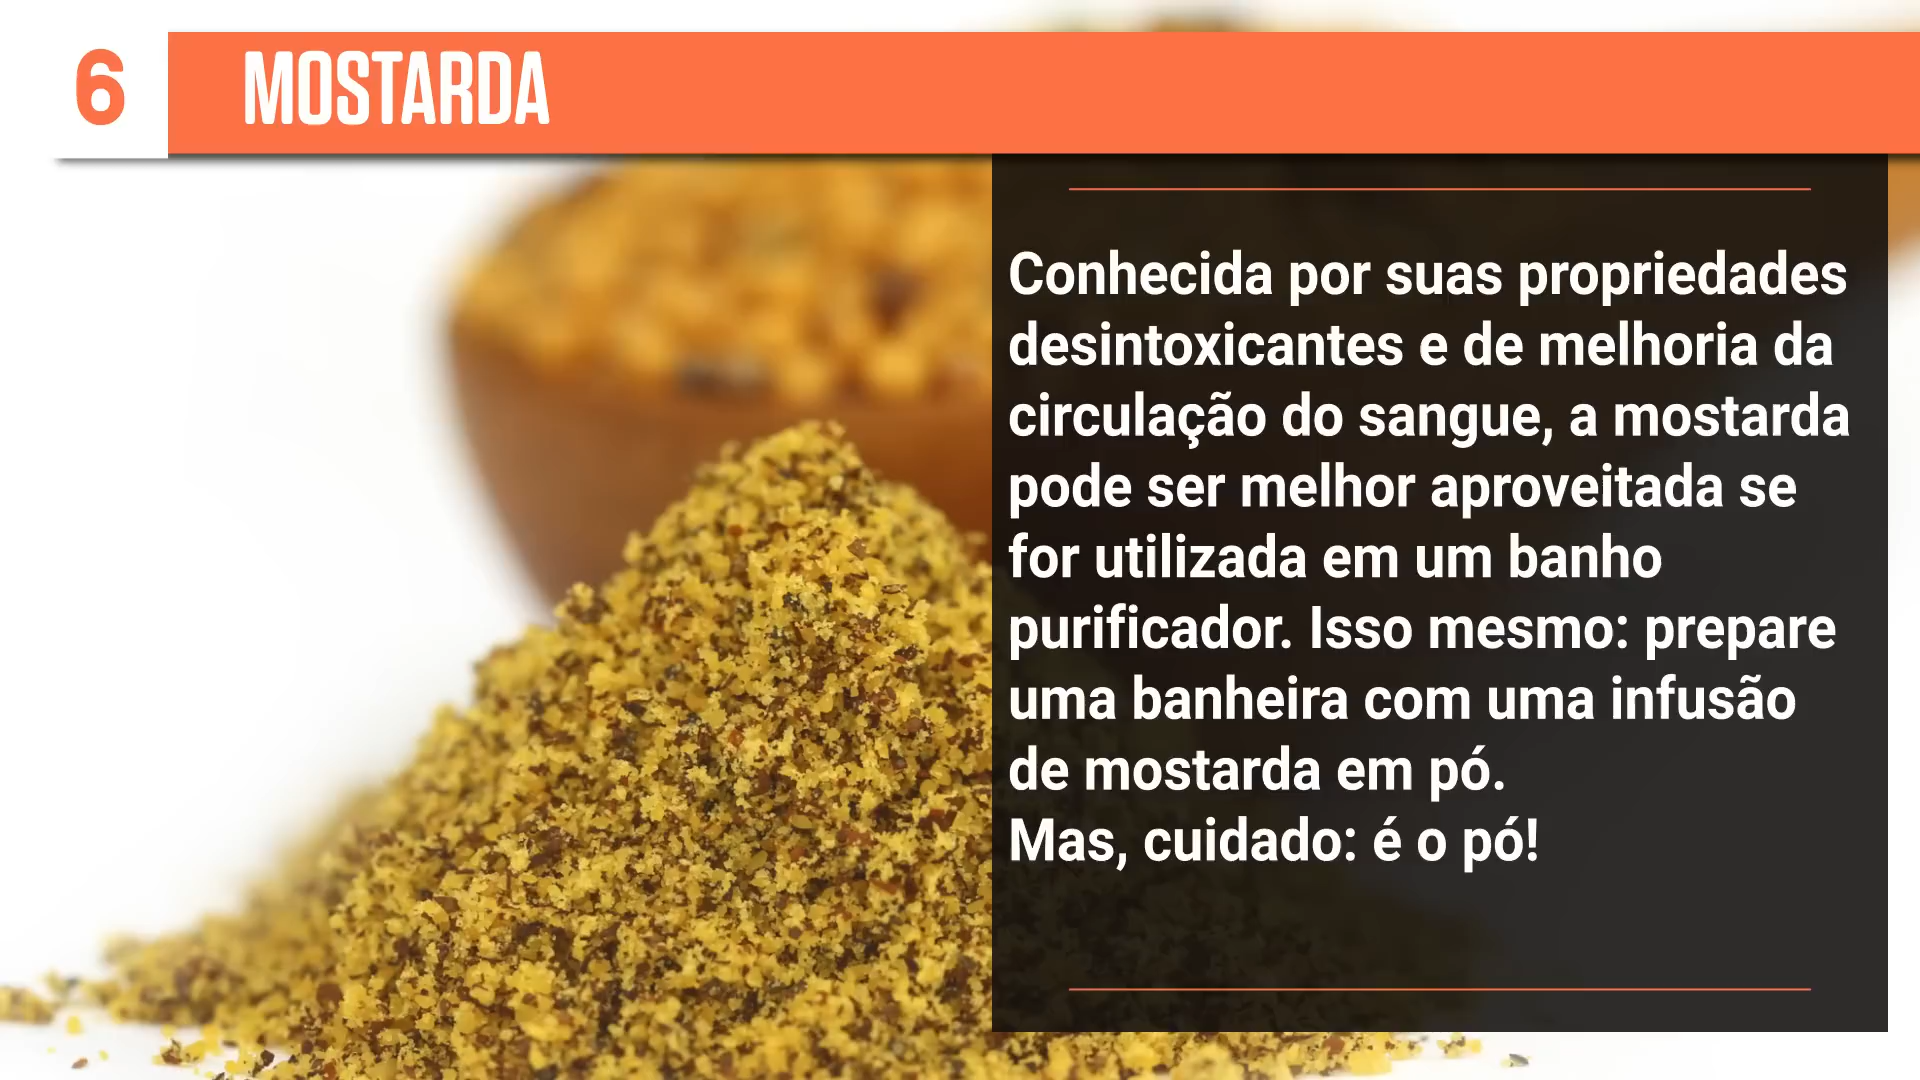 6
MOSTARDA
Conhecida por suas propriedades
desintoxicantes e de melhoria da
circulação do sangue, a mostarda
pode ser melhor aproveitada se
for utilizada em um banho
purificador. Isso mesmo: prepare
uma banheira com uma infusão
de mostarda em pó.
Mas, cuidado: é o pó!